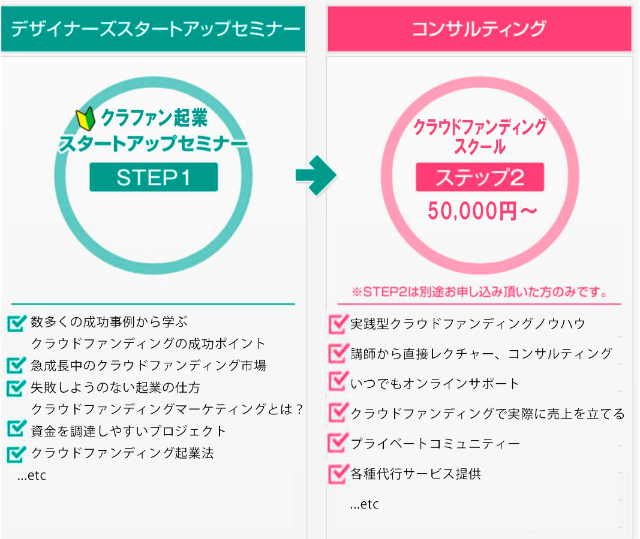 デザイナーズスタートアップセミナー
クラファン起業
スタートアップセミナー
STEP1
数多くの成功事例から学ぶ
クラウドファンディングの成功ポイント
急成長中のクラウドファンディング市場
失敗しようのない起業の仕方
クラウドファンディングマーケティングとは？
資金を調達しやすいプロジェクト
クラウドファンディング起業法
...etc
コンサルティング
クラウドファンディング
スクール
ステップ2
50,000円〜
※STEP2は別途お申し込み頂いた方のみです。
実践型クラウドファンディングノウハウ
講師から直接レクチャー、コンサルティング
いつでもオンラインサポート
クラウドファンディングで実際に売上を立てる
プライベートコミュニティー
各種代行サービス提供
...etc